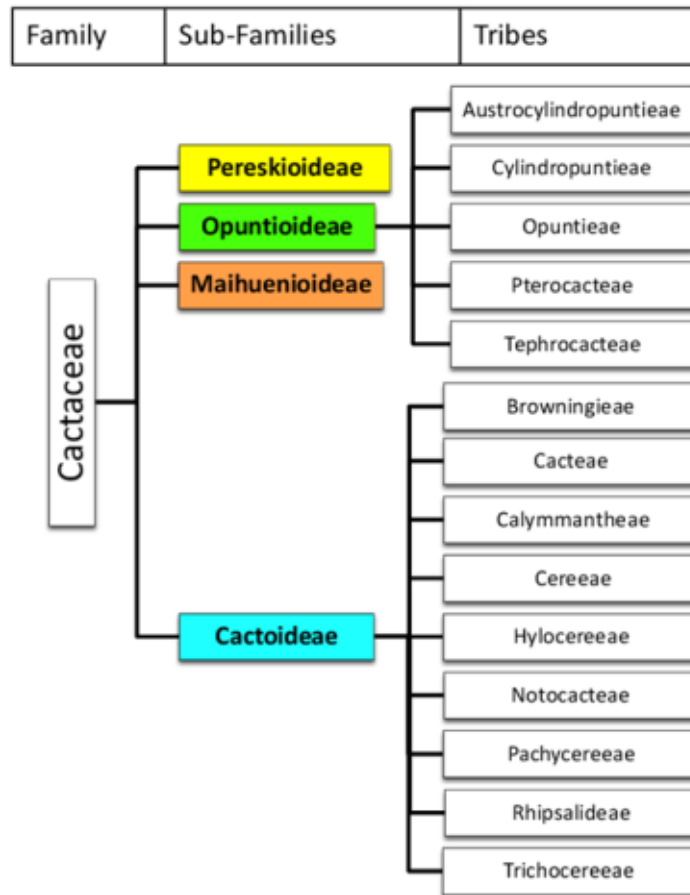 Family Sub-Families Tribes
Austrocylindropuntieae
Pereskioideae Cylindropuntieae
Opuntioideae Opuntieae
Maihuenioideae Pterocacteae
Tephrocacteae
Cactaceae
Browningieae
Cacteae
Calymmantheae
Cereeae
Cactoideae Hylocereeae
Notocacteae
Pachycereeae
Rhipsalideae
Trichocereeae